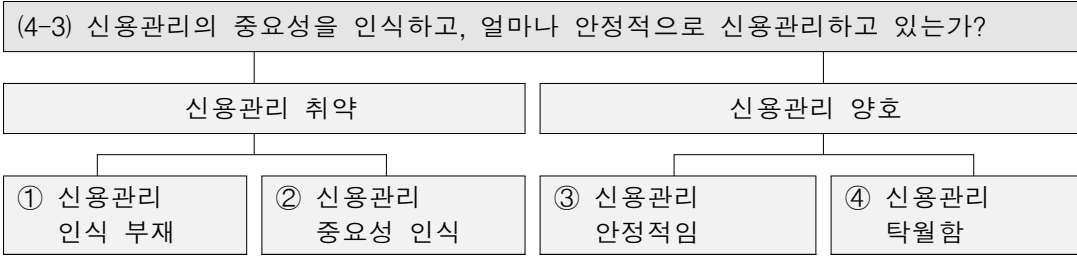 (4-3) 신용관리의 중요성을 인식하고, 얼마나 안정적으로 신용관리하고 있는가?
신용관리 취약
신용관리 양호
① 신용관리
인식 부재
② 신용관리
중요성 인식
③ 신용관리
안정적임
④ 신용관리
탁월함